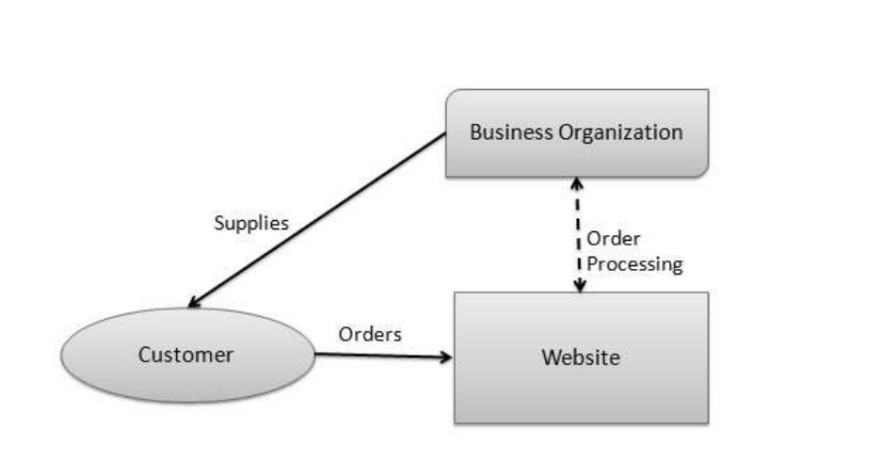 Business Organization
Supplies
Order
Processing
Orders
Customer
Website